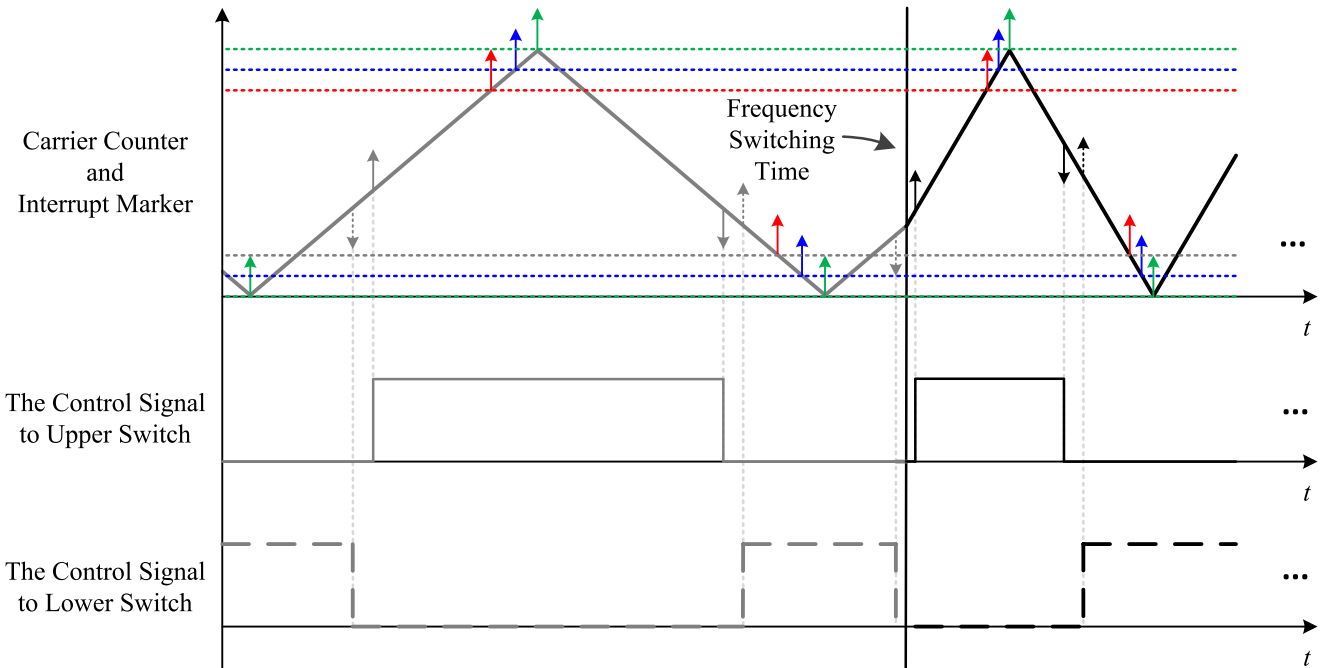 Frequency
Switching
Time
Carrier Counter
and
Interrupt Marker
...
t
The Control Signal
to Upper Switch
...
t
The Control Signal
to Lower Switch
...
t